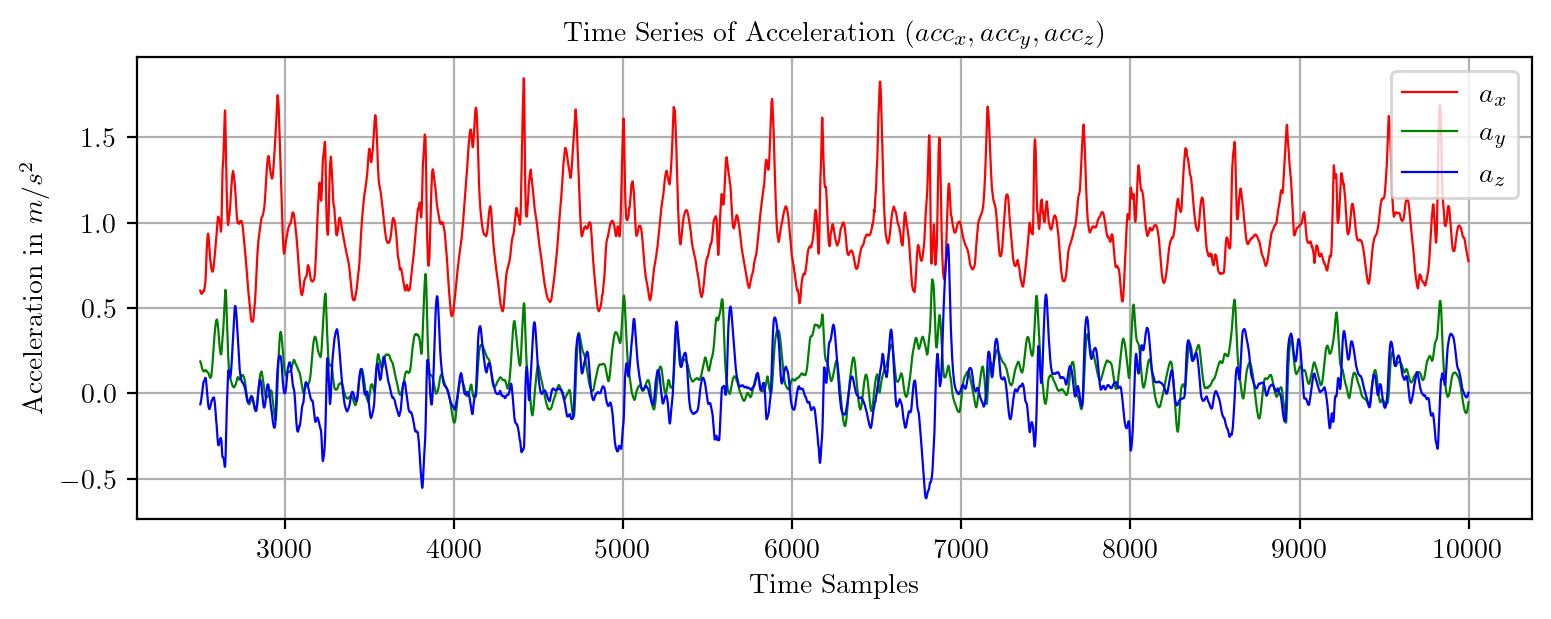 Time Series of Acceleration (acc_x, acc_y, acc_z)
Acceleration in m/s²
1.5
1.0
0.5
0.0
−0.5
a_x
a_y
a_z
3000 4000 5000 6000 7000 8000 9000 10000
Time Samples